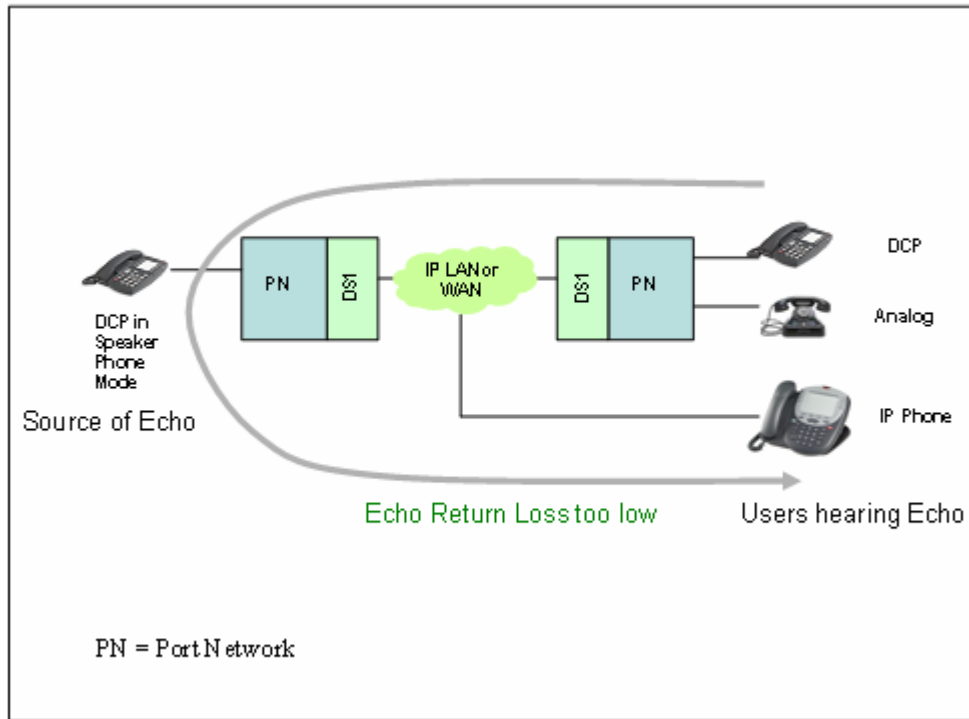 PN
DS1
IP LAN or
WAN
DS1
PN
DCP
Analog
IP Phone
DCP in
Speaker
Phone
Mode
Source of Echo
Echo Return Loss too low
Users hearing Echo
PN = Port Network